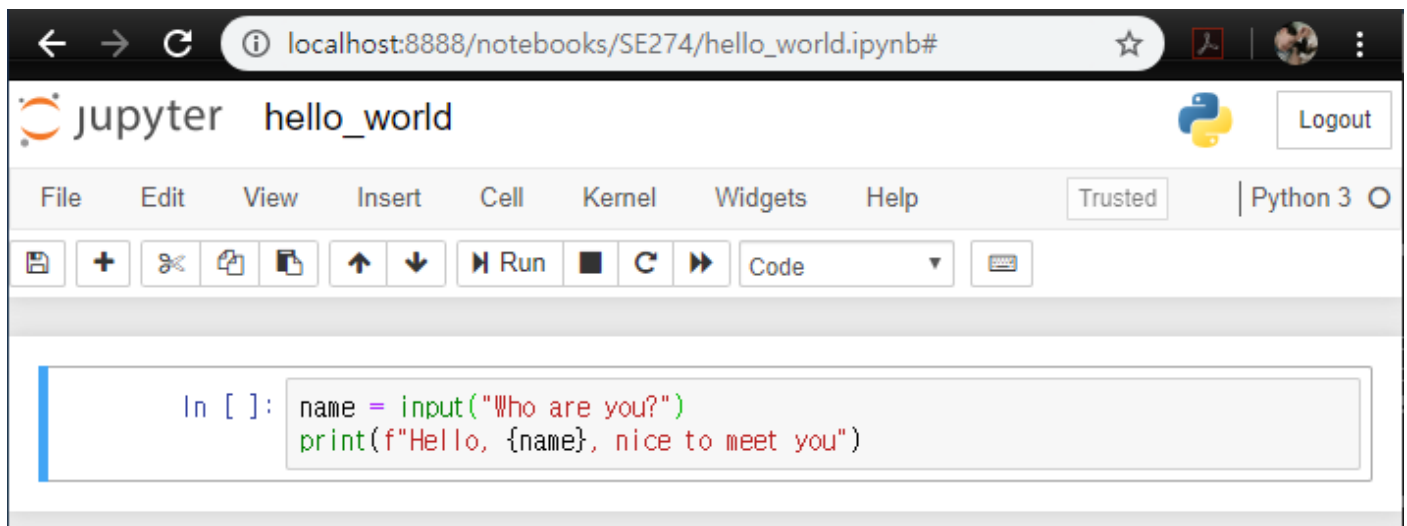 localhost:8888/notebooks/SE274/hello_world.ipynb#
jupyter hello_world Logout
File Edit View Insert Cell Kernel Widgets Help Trusted Python 3
Run Code
In [ ]: name = input("Who are you?")
print(f"Hello, {name}, nice to meet you")